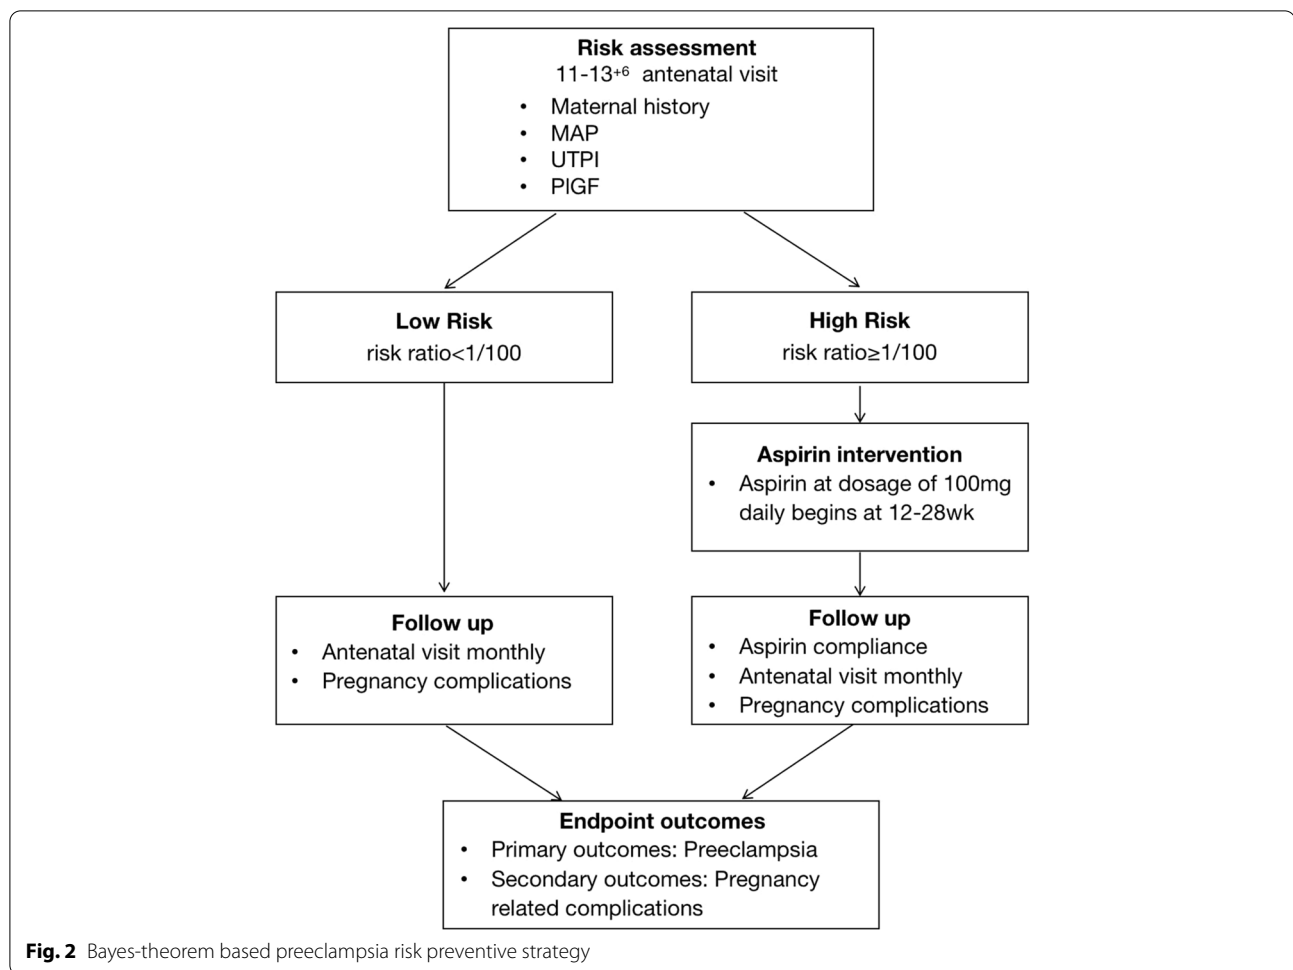 Risk assessment
11-13⁺⁶ antenatal visit
• Maternal history
• MAP
• UTPI
• PlGF
Low Risk
risk ratio<1/100
High Risk
risk ratio≥1/100
Aspirin intervention
• Aspirin at dosage of 100mg
daily begins at 12-28wk
Follow up
• Antenatal visit monthly
• Pregnancy complications
Follow up
• Aspirin compliance
• Antenatal visit monthly
• Pregnancy complications
Endpoint outcomes
• Primary outcomes: Preeclampsia
• Secondary outcomes: Pregnancy
related complications
Fig. 2 Bayes-theorem based preeclampsia risk preventive strategy